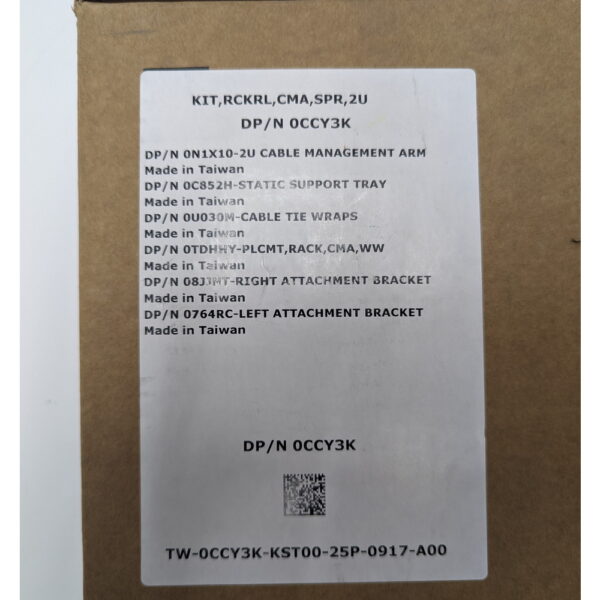 KIT,RCKRL,CMA,SPR,2U
DP/N 0CCY3K
DP/N 0N1X10-2U CABLE MANAGEMENT ARM
Made in Taiwan
DP/N 0C852H-STATIC SUPPORT TRAY
Made in Taiwan
DP/N 0U030M-CABLE TIE WRAPS
Made in Taiwan
DP/N 0TDHHY-PLCMT,RACK,CMA,WW
Made in Taiwan
DP/N 08J3MT-RIGHT ATTACHMENT BRACKET
Made in Taiwan
DP/N 0764RC-LEFT ATTACHMENT BRACKET
Made in Taiwan
DP/N 0CCY3K
TW-0CCY3K-KST00-25P-0917-A00